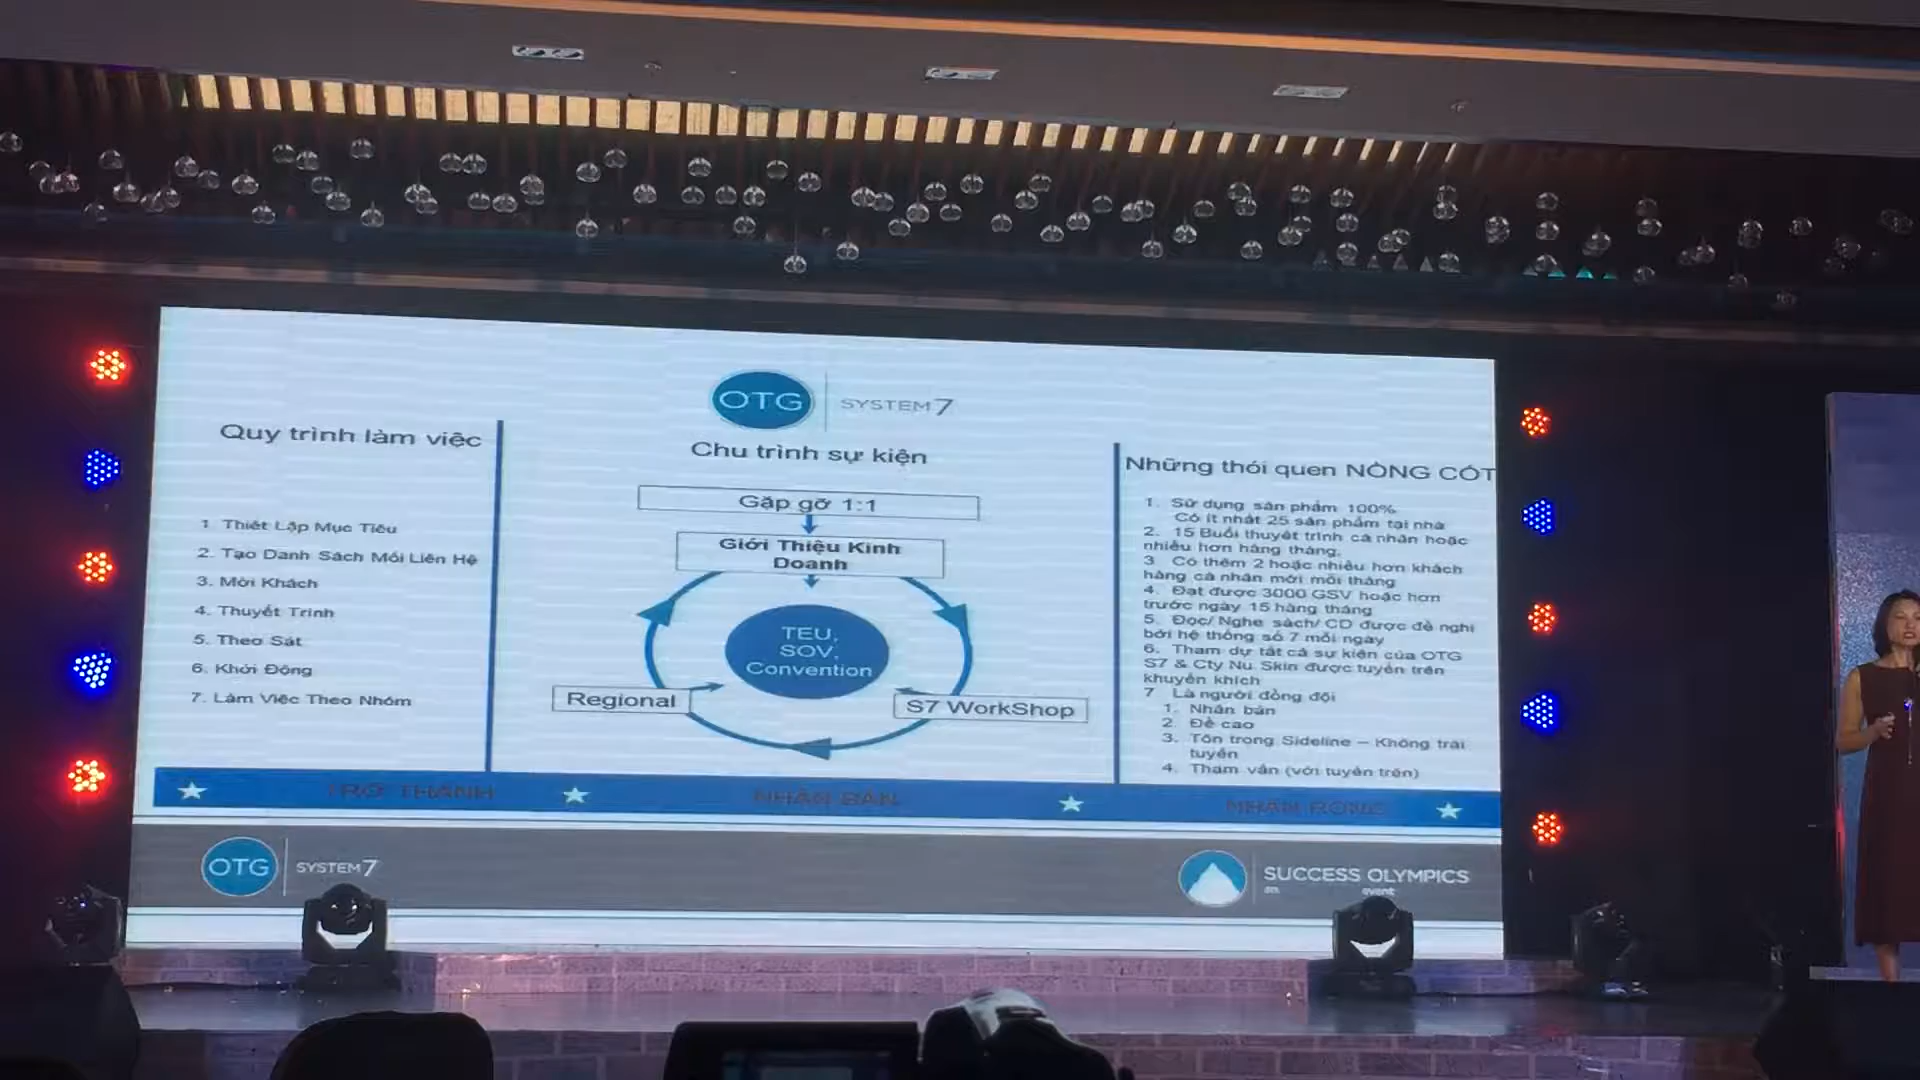 OTG SYSTEM7
Quy trình làm việc
1. Thiết Lập Mục Tiêu
2. Tạo Danh Sách Mối Liên Hệ
3. Mời Khách
4. Thuyết Trình
5. Theo Sát
6. Khởi Động
7. Làm Việc Theo Nhóm
Chu trình sự kiện
Gặp gỡ 1:1
Giới Thiệu Kinh
Doanh
TEU,
SOV,
Convention
Regional
S7 WorkShop
Những thói quen NÒNG CỐT
1. Sử dụng sản phẩm 100%
Có ít nhất 25 sản phẩm tại nhà
2. 15 Buổi thuyết trình cá nhân hoặc
nhiều hơn hàng tháng.
3 Có thêm 2 hoặc nhiều hơn khách
hàng cá nhân mới mỗi tháng
4. Đạt được 3000 GSV hoặc hơn
trước ngày 15 hàng tháng
5. Đọc/ Nghe sách/ CD được đề nghị
bởi hệ thống số 7 mỗi ngày
6. Tham dự tất cả sự kiện của OTG
S7 & Cty Nu Skin được tuyến trên
khuyến khích
7 Là người đồng đội
1. Nhân bản
2. Đề cao
3. Tôn trọng Sideline – Không trái
tuyến
4. Tham vấn (với tuyến trên)
TRỞ THÀNH
NHÂN BẢN
NHÂN RỘNG
OTG SYSTEM7
SUCCESS OLYMPICS
an event